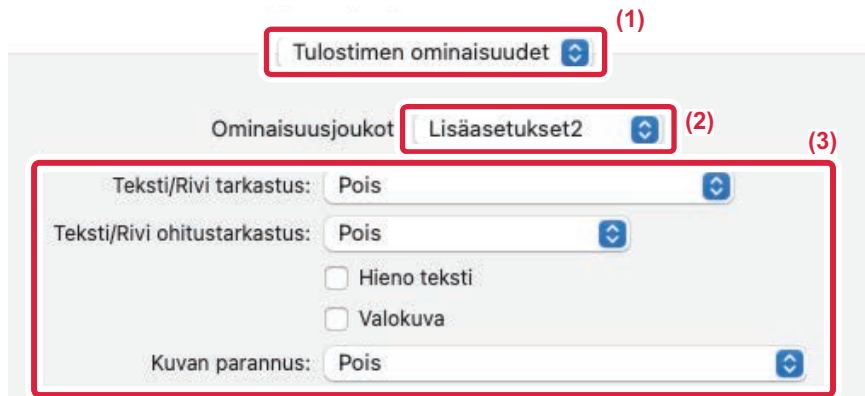 (1)
Tulostimen ominaisuudet
Ominaisuusjoukot Lisäasetukset2 (2)
(3)
Teksti/Rivi tarkastus: Pois
Teksti/Rivi ohitustarkastus: Pois
Hieno teksti
Valokuva
Kuvan parannus: Pois